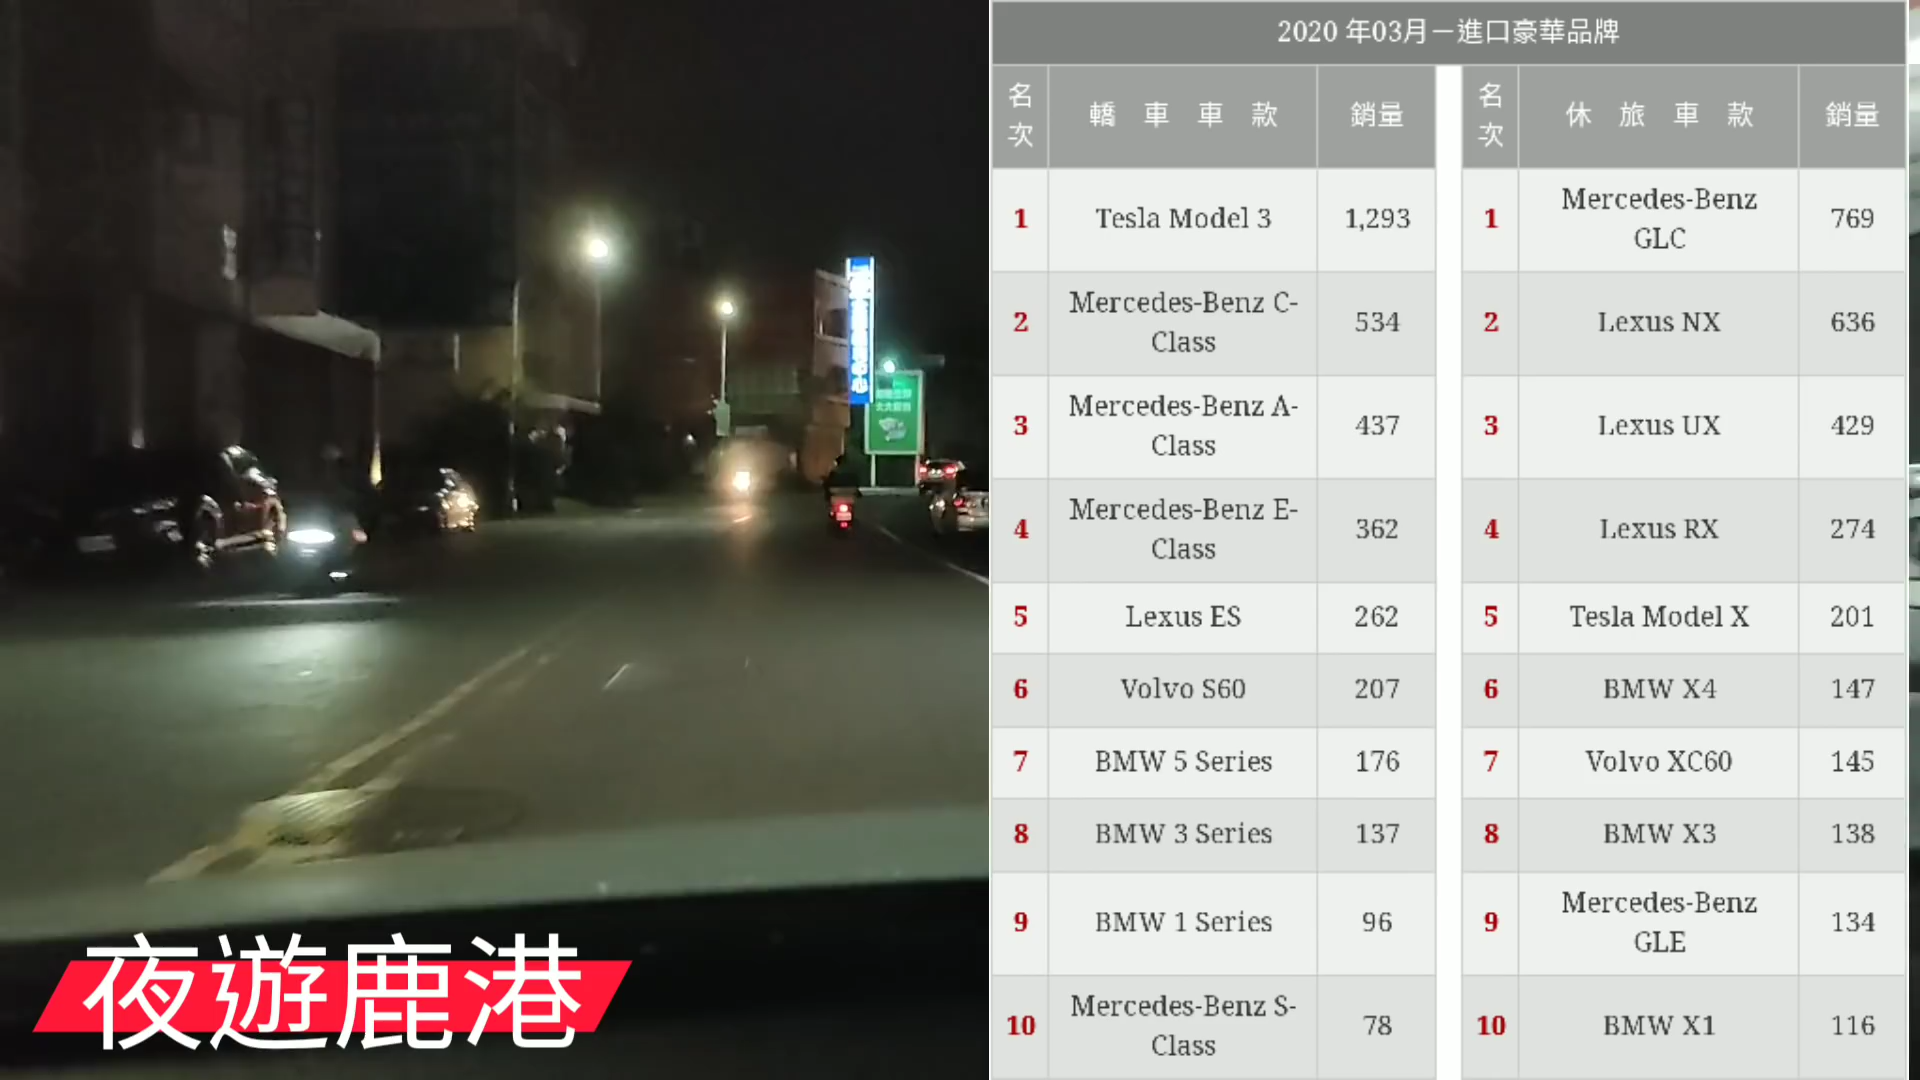 夜遊鹿港
2020 年03月－進口豪華品牌
名次 轎車車款 銷量 名次 休旅車款 銷量
1 Tesla Model 3 1,293 1 Mercedes-Benz GLC 769
2 Mercedes-Benz C-Class 534 2 Lexus NX 636
3 Mercedes-Benz A-Class 437 3 Lexus UX 429
4 Mercedes-Benz E-Class 362 4 Lexus RX 274
5 Lexus ES 262 5 Tesla Model X 201
6 Volvo S60 207 6 BMW X4 147
7 BMW 5 Series 176 7 Volvo XC60 145
8 BMW 3 Series 137 8 BMW X3 138
9 BMW 1 Series 96 9 Mercedes-Benz GLE 134
10 Mercedes-Benz S-Class 78 10 BMW X1 116